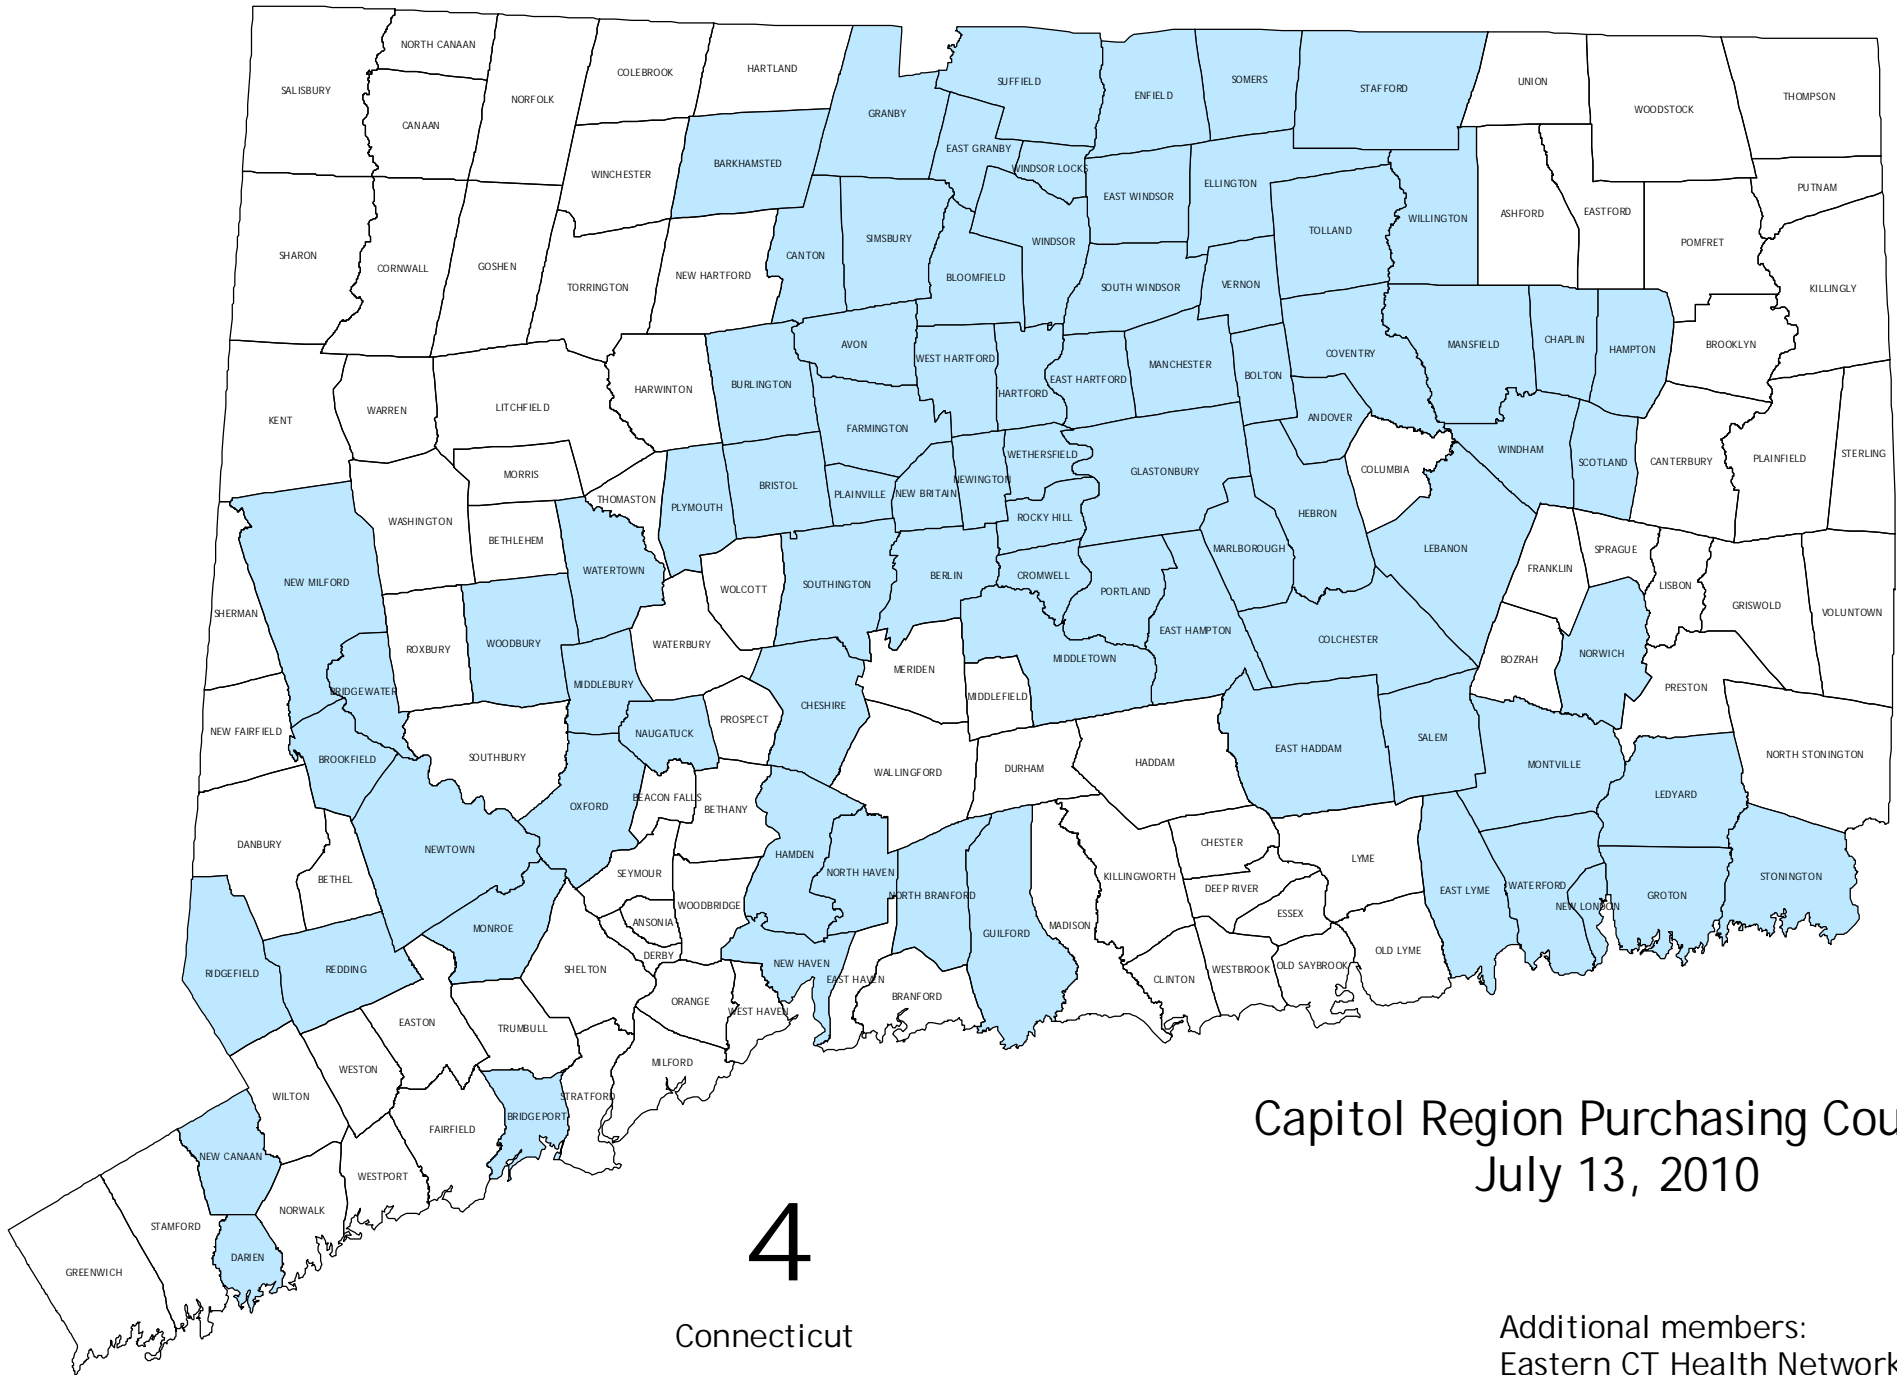 NORTH CANAAN
COLEBROOK
HARTLAND
SALISBURY
NORFOLK
CANAAN
SUFFIELD
ENFIELD
SOMERS
STAFFORD
UNION
WOODSTOCK
THOMPSON
GRANBY
BARKHAMSTED
EAST GRANBY
WINDSOR LOCKS
WINCHESTER
EAST WINDSOR
ELLINGTON
WILLINGTON
ASHFORD
EASTFORD
PUTNAM
POMFRET
SHARON
CORNWALL
GOSHEN
TORRINGTON
NEW HARTFORD
CANTON
SIMSBURY
BLOOMFIELD
WINDSOR
TOLLAND
SOUTH WINDSOR
VERNON
KILLINGLY
AVON
WEST HARTFORD
HARTFORD
EAST HARTFORD
MANCHESTER
BOLTON
COVENTRY
MANSFIELD
CHAPLIN
HAMPTON
BROOKLYN
KENT
WARREN
LITCHFIELD
HARWINTON
BURLINGTON
FARMINGTON
ANDOVER
COLUMBIA
WINDHAM
SCOTLAND
CANTERBURY
PLAINFIELD
STERLING
MORRIS
THOMASTON
PLYMOUTH
BRISTOL
PLAINVILLE
NEW BRITAIN
NEWINGTON
WETHERSFIELD
ROCKY HILL
GLASTONBURY
HEBRON
MARLBOROUGH
LEBANON
WASHINGTON
BETHLEHEM
WATERTOWN
WOLCOTT
SOUTHINGTON
BERLIN
CROMWELL
PORTLAND
EAST HAMPTON
COLCHESTER
FRANKLIN
SPRAGUE
LISBON
GRISWOLD
VOLUNTOWN
NEW MILFORD
SHERMAN
ROXBURY
WOODBURY
WATERBURY
MERIDEN
MIDDLEFIELD
MIDDLETOWN
BOZRAH
NORWICH
PRESTON
BRIDGEWATER
MIDDLEBURY
NAUGATUCK
PROSPECT
CHESHIRE
NEW FAIRFIELD
BROOKFIELD
SOUTHBURY
WALLINGFORD
DURHAM
HADDAM
EAST HADDAM
SALEM
MONTVILLE
NORTH STONINGTON
OXFORD
BEACON FALLS
BETHANY
LEDYARD
DANBURY
BETHEL
NEWTOWN
SEYMOUR
HAMDEN
NORTH HAVEN
NORTH BRANFORD
KILLINGWORTH
CHESTER
DEEP RIVER
ESSEX
LYME
EAST LYME
WATERFORD
NEW LONDON
GROTON
STONINGTON
MONROE
ANSONIA
WOODBRIDGE
DERBY
GUILFORD
MADISON
RIDGEFIELD
REDDING
SHELTON
NEW HAVEN
EAST HAVEN
BRANFORD
CLINTON
WESTBROOK
OLD SAYBROOK
OLD LYME
EASTON
TRUMBULL
ORANGE
WEST HAVEN
MILFORD
WILTON
WESTON
FAIRFIELD
BRIDGEPORT
STRATFORD
NEW CANAAN
WESTPORT
NORWALK
STAMFORD
DARIEN
GREENWICH
Capitol Region Purchasing Cou
July 13, 2010
4
Connecticut
Additional members:
Eastern CT Health Network